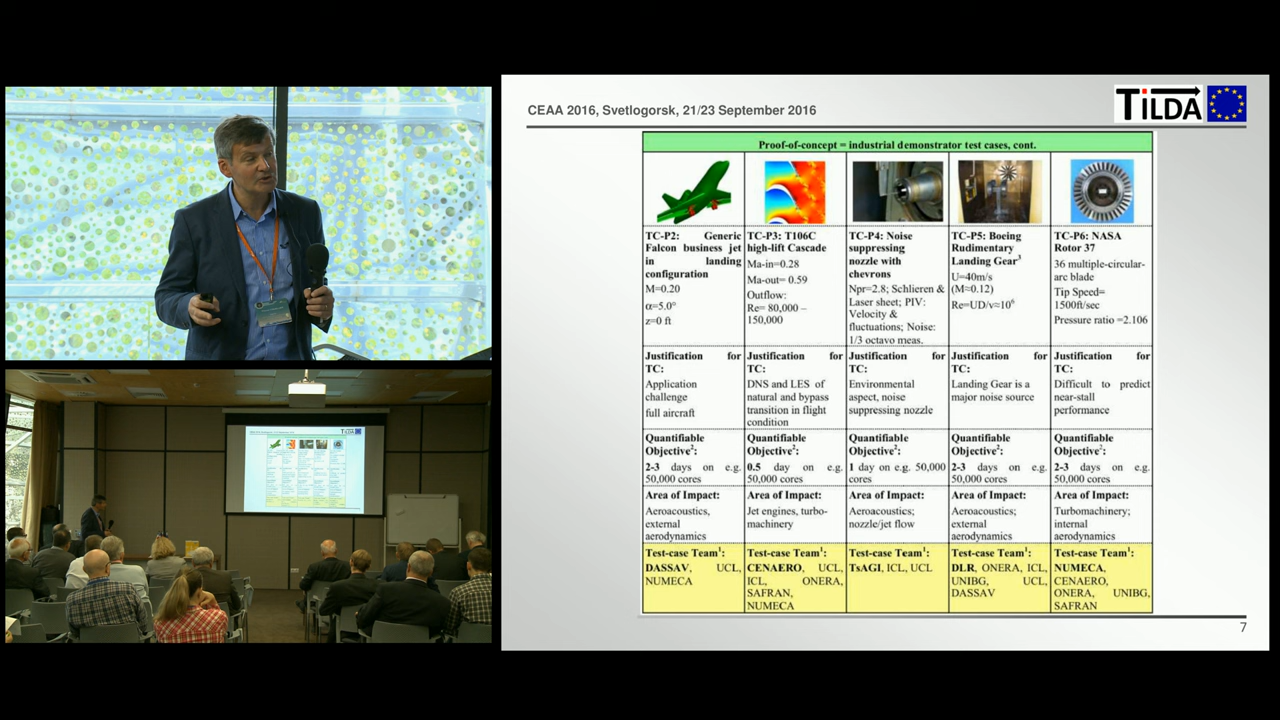 CEAA 2016, Svetlogorsk, 21/23 September 2016
TILDA
Proof-of-concept = industrial demonstrator test cases, cont.
TC-P2: Generic
Falcon business jet
in landing
configuration
M=0.20
α=5.0°
z=0 ft
TC-P3: T106C
high-lift Cascade
Ma-in=0.28
Ma-out= 0.59
Outflow:
Re= 80,000 –
150,000
TC-P4: Noise
suppressing
nozzle with
chevrons
Npr=2.8; Schlieren &
Laser sheet; PIV:
Velocity &
fluctuations; Noise:
1/3 octavo meas.
TC-P5: Boeing
Rudimentary
Landing Gear³
U=40m/s
(M≈0.12)
Re=UD/ν≈10⁶
TC-P6: NASA
Rotor 37
36 multiple-circular-
arc blade
Tip Speed=
1500ft/sec
Pressure ratio =2.106
Justification for
TC:
Application
challenge
full aircraft
Justification for
TC:
DNS and LES of
natural and bypass
transition in flight
condition
Justification for
TC:
Environmental
aspect, noise
suppressing nozzle
Justification for
TC:
Landing Gear is a
major noise source
Justification for
TC:
Difficult to predict
near-stall
performance
Quantifiable
Objective²:
2-3 days on e.g.
50,000 cores
Quantifiable
Objective²:
0.5 day on e.g.
50,000 cores
Quantifiable
Objective²:
1 day on e.g. 50,000
cores
Quantifiable
Objective²:
2-3 days on e.g.
50,000 cores
Quantifiable
Objective²:
2-3 days on e.g.
50,000 cores
Area of Impact:
Aeroacoustics,
external
aerodynamics
Area of Impact:
Jet engines, turbo-
machinery
Area of Impact:
Aeroacoustics;
nozzle/jet flow
Area of Impact:
Aeroacoustics;
external
aerodynamics
Area of Impact:
Turbomachinery;
internal
aerodynamics
Test-case Team¹:
DASSAV, UCL,
NUMECA
Test-case Team¹:
CENAERO, UCL,
ICL, ONERA,
SAFRAN,
NUMECA
Test-case Team¹:
TsAGI, ICL, UCL
Test-case Team¹:
DLR, ONERA, ICL,
UNIBG, UCL,
DASSAV
Test-case Team¹:
NUMECA,
CENAERO,
ONERA, UNIBG,
SAFRAN
7